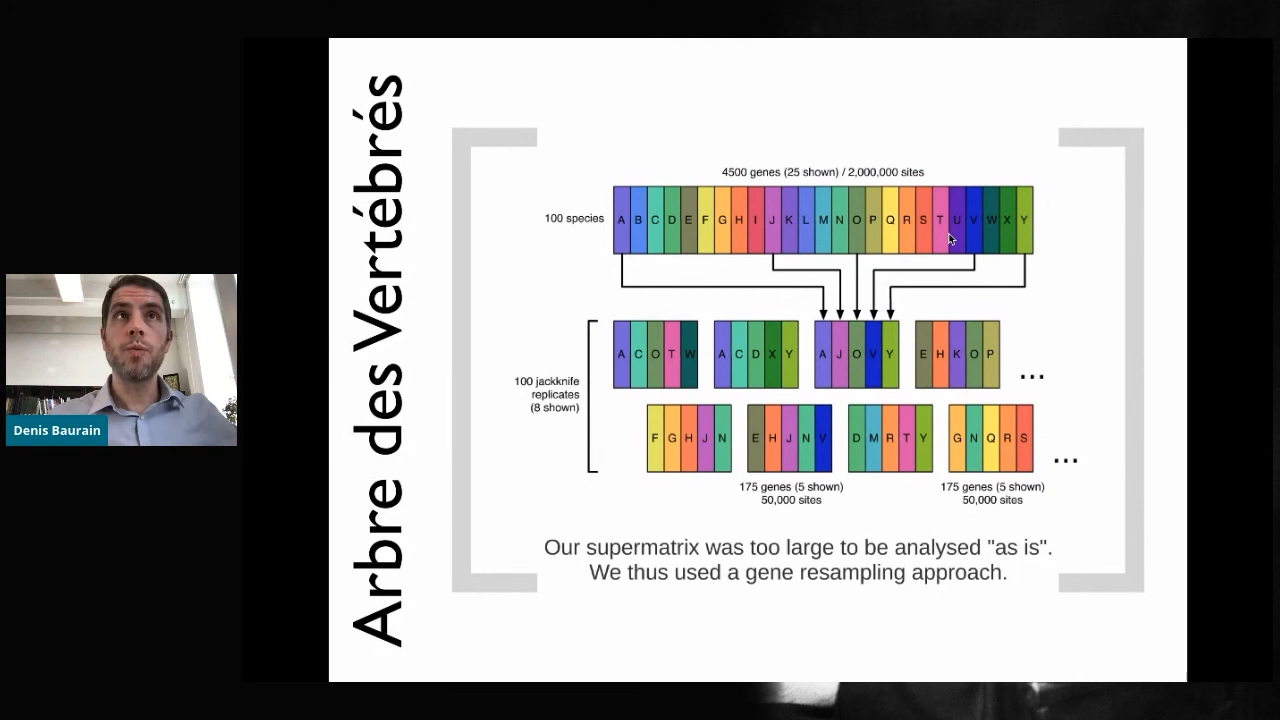 Arbre des Vertébrés
4500 genes (25 shown) / 2,000,000 sites
100 species
A B C D E F G H I J K L M N O P Q R S T U V W X Y
100 jackknife
replicates
(8 shown)
A C O T W
A C D X Y
A J O V Y
E H K O P
...
F G H J N
E H J N V
D M R T Y
G N Q R S
...
175 genes (5 shown)
50,000 sites
175 genes (5 shown)
50,000 sites
Our supermatrix was too large to be analysed "as is".
We thus used a gene resampling approach.
Denis Baurain